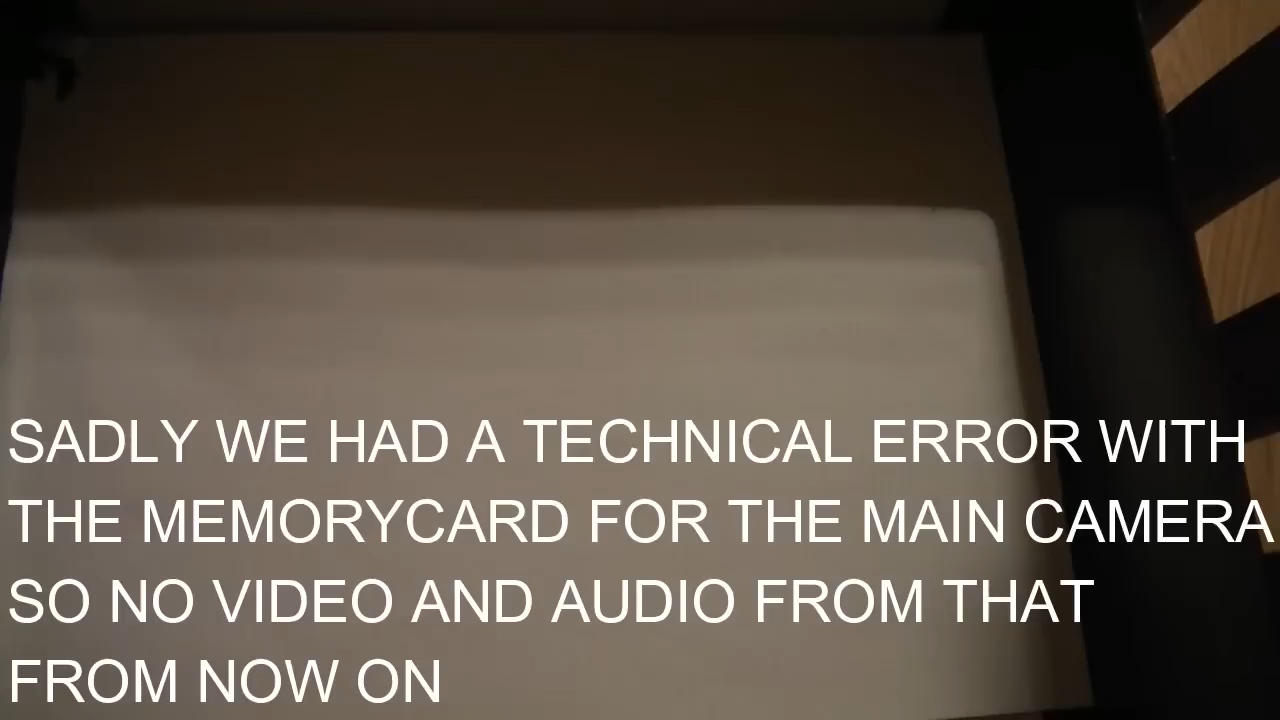 SADLY WE HAD A TECHNICAL ERROR WITH
THE MEMORYCARD FOR THE MAIN CAMERA
SO NO VIDEO AND AUDIO FROM THAT
FROM NOW ON